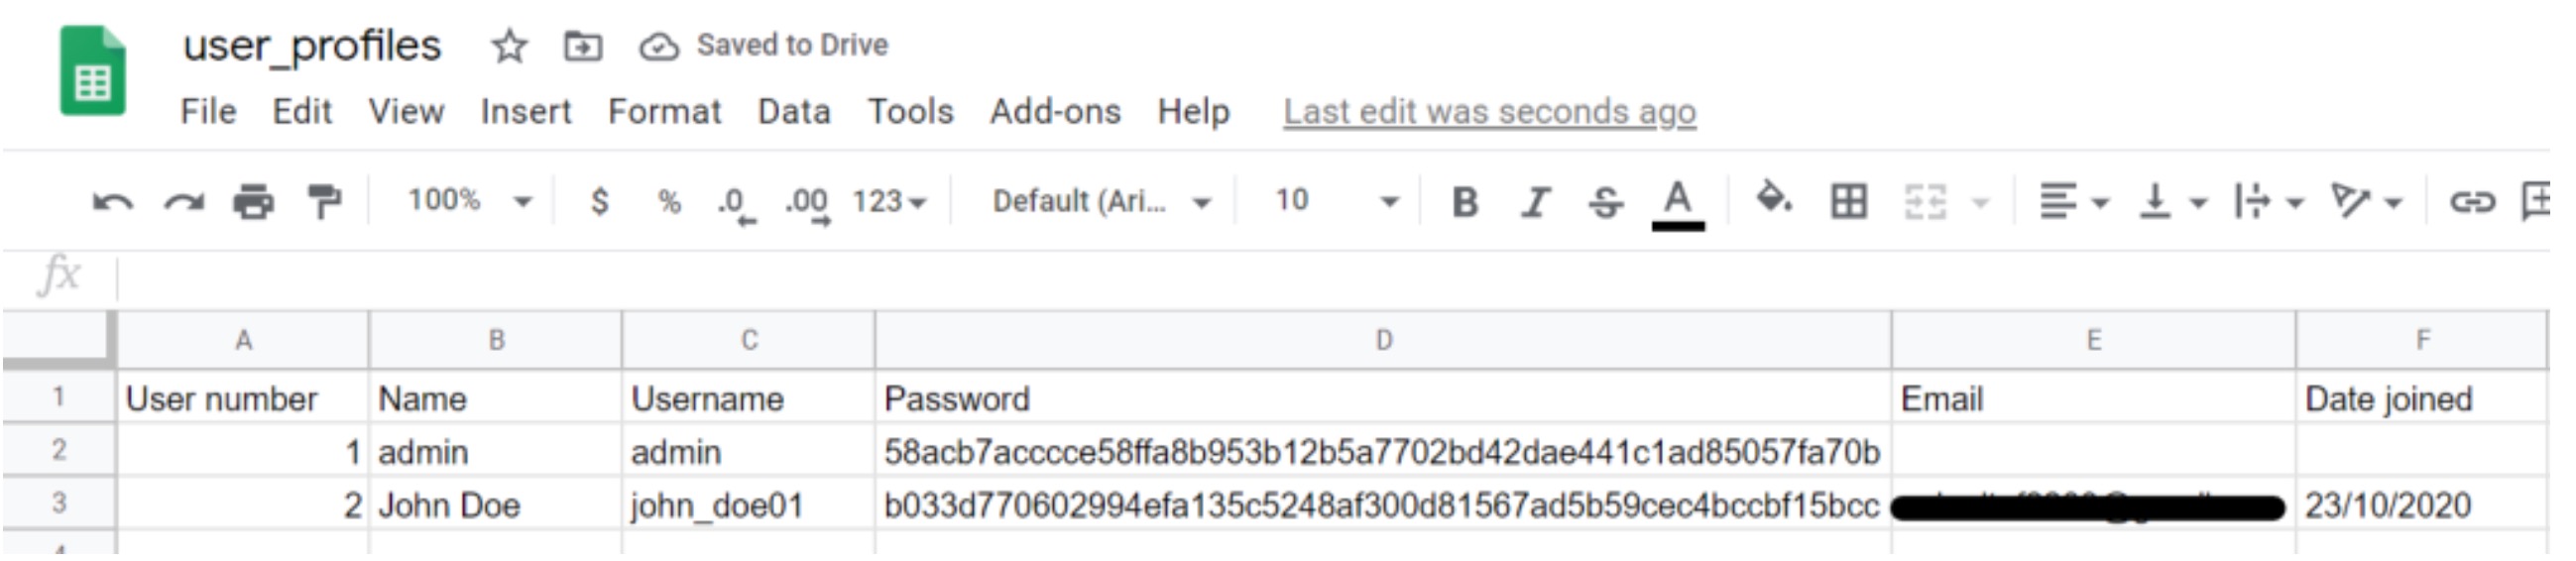 user_profiles Saved to Drive
File Edit View Insert Format Data Tools Add-ons Help Last edit was seconds ago
100% $ % .0 .00 123 Default (Ari... 10 B I S A
fx
A B C D E F
1 User number Name Username Password Email Date joined
2 1 admin admin 58acb7acccce58ffa8b953b12b5a7702bd42dae441c1ad85057fa70b
3 2 John Doe john_doe01 b033d770602994efa135c5248af300d81567ad5b59cec4bccbf15bcc 23/10/2020